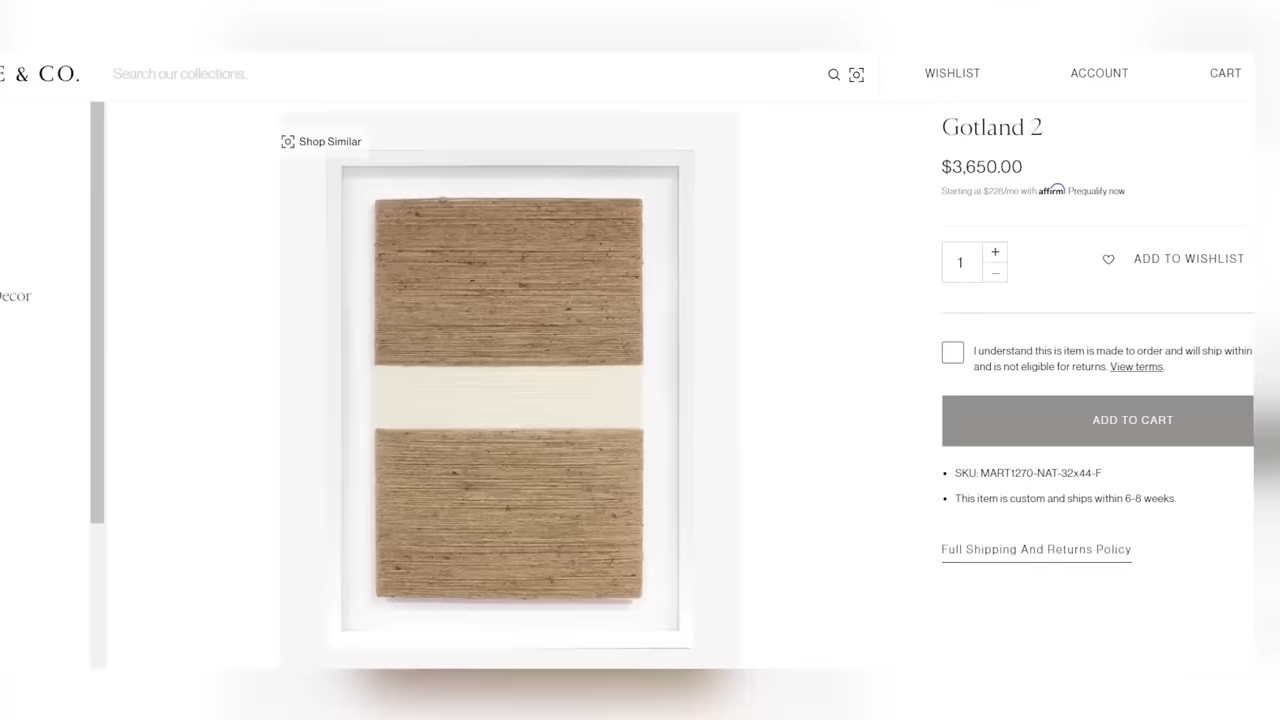 E & CO.
Search our collections.
WISHLIST
ACCOUNT
CART
Shop Similar
Decor
Gotland 2
$3,650.00
Starting at $228/mo with affirm Prequalify now
1
+
–
ADD TO WISHLIST
I understand this is item is made to order and will ship within
and is not eligible for returns. View terms.
ADD TO CART
• SKU: MART1270-NAT-32x44-F
• This item is custom and ships within 6-8 weeks.
Full Shipping And Returns Policy